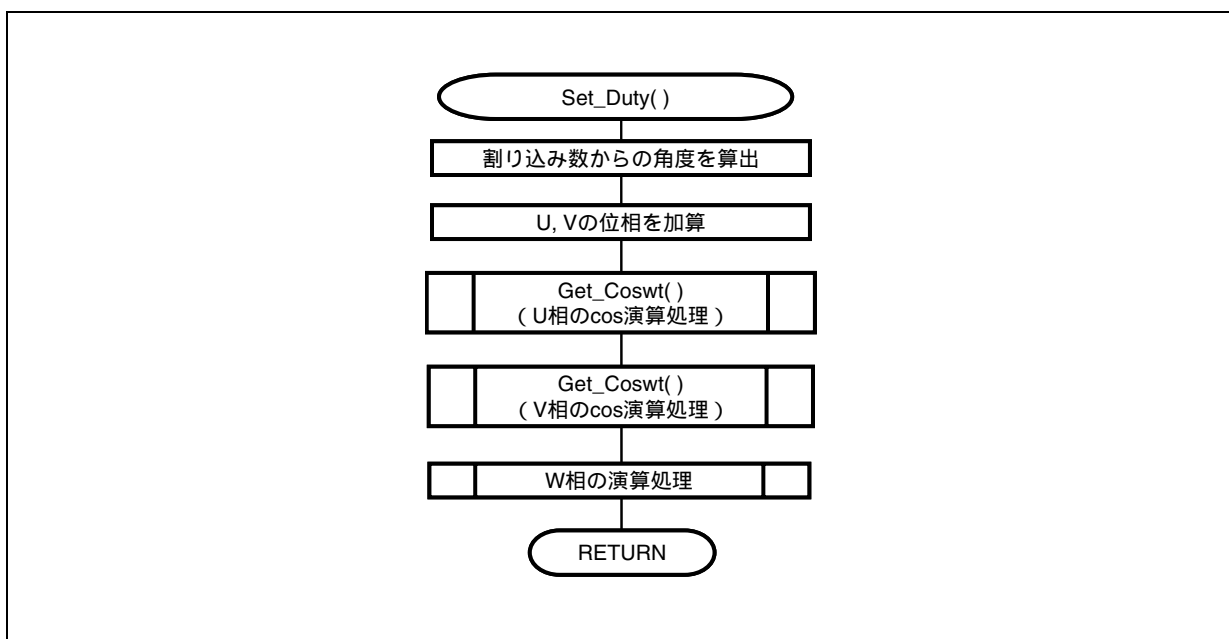 Set_Duty( )
割り込み数からの角度を算出
U, Vの位相を加算
Get_Coswt( )
( U相のcos演算処理 )
Get_Coswt( )
( V相のcos演算処理 )
W相の演算処理
RETURN